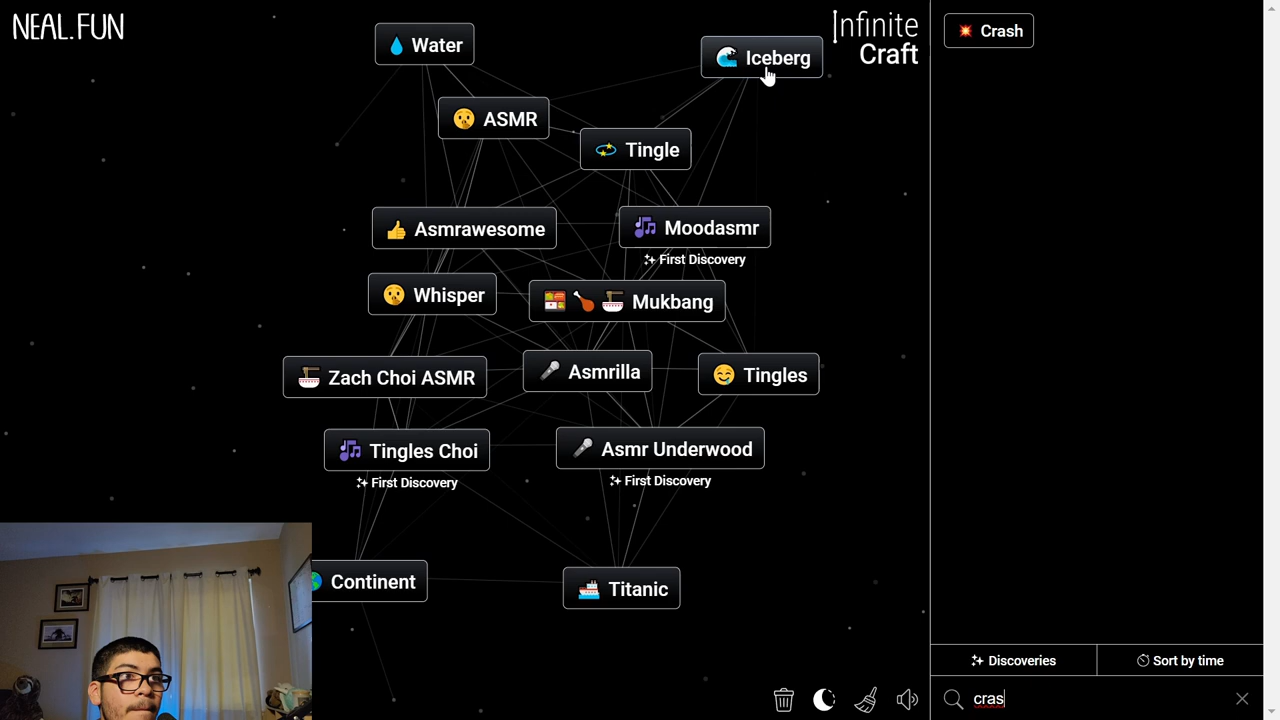 NEAL.FUN
Infinite
Craft
Water
Iceberg
Crash
ASMR
Tingle
Asmrawesome
Moodasmr
First Discovery
Whisper
Mukbang
Zach Choi ASMR
Asmrilla
Tingles
Tingles Choi
First Discovery
Asmr Underwood
First Discovery
Continent
Titanic
Discoveries
Sort by time
cras